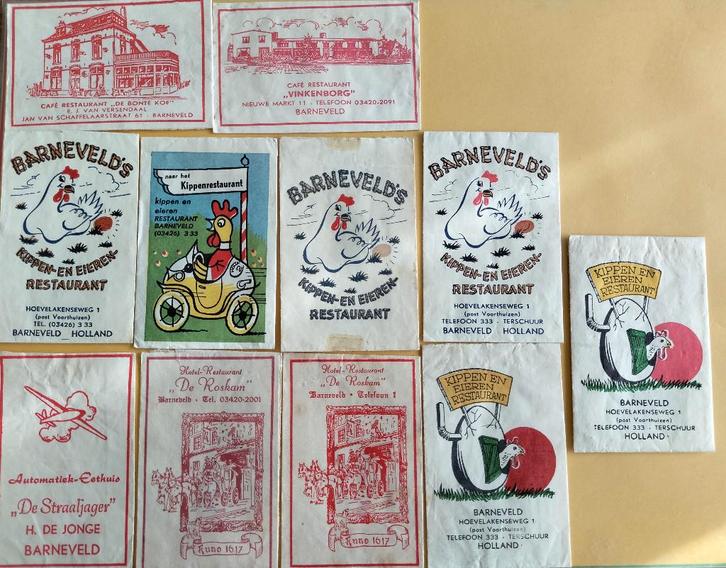 CAFÉ RESTAURANT „DE BONTE KOE"
E. J. VAN VERSENDAAL
JAN VAN SCHAFFELAARSTRAAT 61 - BARNEVELD
CAFÉ RESTAURANT
„VINKENBORG"
NIEUWE MARKT 11 - TELEFOON 03420-2091
BARNEVELD
BARNEVELD'S
KIPPEN- EN EIEREN-
RESTAURANT
HOEVELAKENSEWEG 1
(post Voorthuizen)
TEL. (03426) 3 33
BARNEVELD _ HOLLAND
naar het
Kippenrestaurant
kippen en
eieren
RESTAURANT
BARNEVELD
(03426) 3 33
BARNEVELD'S
KIPPEN- EN EIEREN-
RESTAURANT
BARNEVELD'S
KIPPEN- EN EIEREN-
RESTAURANT
HOEVELAKENSEWEG 1
(post Voorthuizen)
TELEFOON 333 - TERSCHUUR
BARNEVELD - HOLLAND
KIPPEN EN
EIEREN
RESTAURANT
BARNEVELD
HOEVELAKENSEWEG 1
(post Voorthuizen)
TELEFOON 333 - TERSCHUUR
HOLLAND
Automatiek-Eethuis
„De Straaljager"
H. DE JONGE
BARNEVELD
Hotel-Restaurant
„De Roskam"
Barneveld - Tel. 03420-2001
Anno 1617
Hotel-Restaurant
„De Roskam"
Barneveld - Telefoon 1
Anno 1617
KIPPEN EN
EIEREN
RESTAURANT
BARNEVELD
HOEVELAKENSEWEG 1
(post Voorthuizen)
TELEFOON 333 - TERSCHUUR
HOLLAND